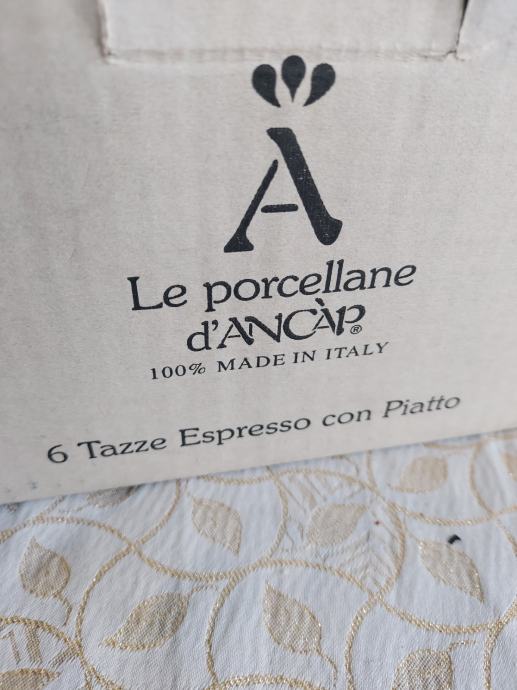 A
Le porcellane
d'ANCÀP®
100% MADE IN ITALY
6 Tazze Espresso con Piatto